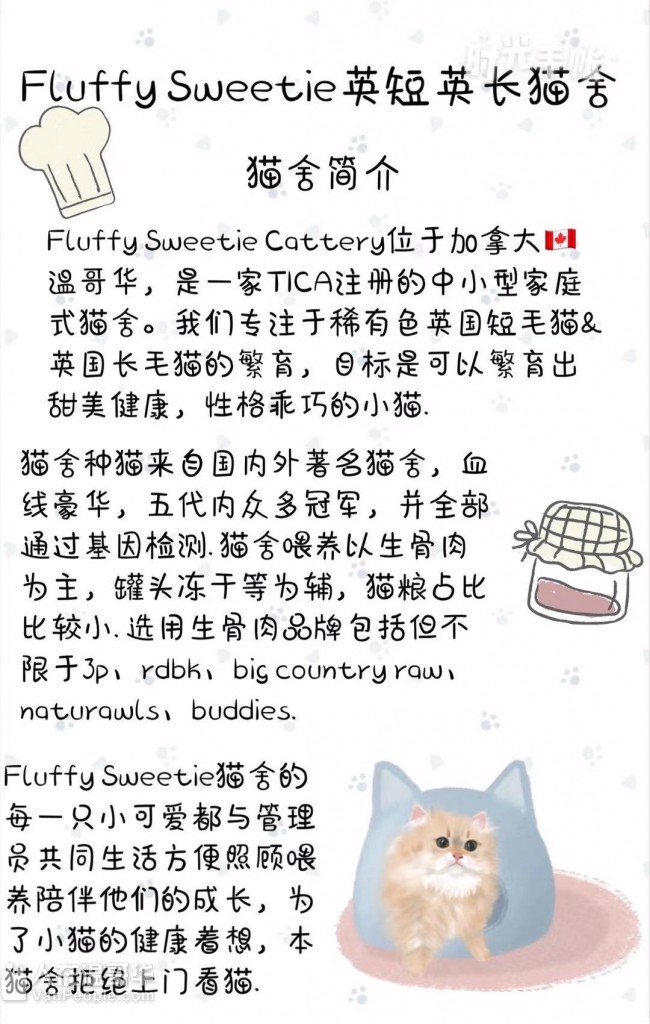 时光手帐
Fluffy Sweetie英短英长猫舍
猫舍简介
Fluffy Sweetie Cattery位于加拿大🇨🇦
温哥华，是一家TICA注册的中小型家庭
式猫舍。我们专注于稀有色英国短毛猫&
英国长毛猫的繁育，目标是可以繁育出
甜美健康，性格乖巧的小猫.
猫舍种猫来自国内外著名猫舍，血
线豪华，五代内众多冠军，并全部
通过基因检测.猫舍喂养以生骨肉
为主，罐头冻干等为辅，猫粮占比
比较小.选用生骨肉品牌包括但不
限于3p、rdbk、big country raw、
naturawls、buddies.
Fluffy Sweetie猫舍的
每一只小可爱都与管理
员共同生活方便照顾喂
养陪伴他们的成长，为
了小猫的健康着想，本
猫舍拒绝上门看猫.
人在温哥华
VanPeople.com